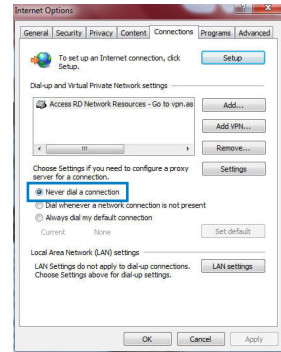 Internet Options
General Security Privacy Content Connections Programs Advanced
To set up an Internet connection, click
Setup.
Setup
Dial-up and Virtual Private Network settings
Access RD Network Resources - Go to vpn.as
Add...
Add VPN...
Remove...
Choose Settings if you need to configure a proxy
server for a connection.
Settings
Never dial a connection
Dial whenever a network connection is not present
Always dial my default connection
Current None
Set default
Local Area Network (LAN) settings
LAN Settings do not apply to dial-up connections.
Choose Settings above for dial-up settings.
LAN settings
OK Cancel Apply